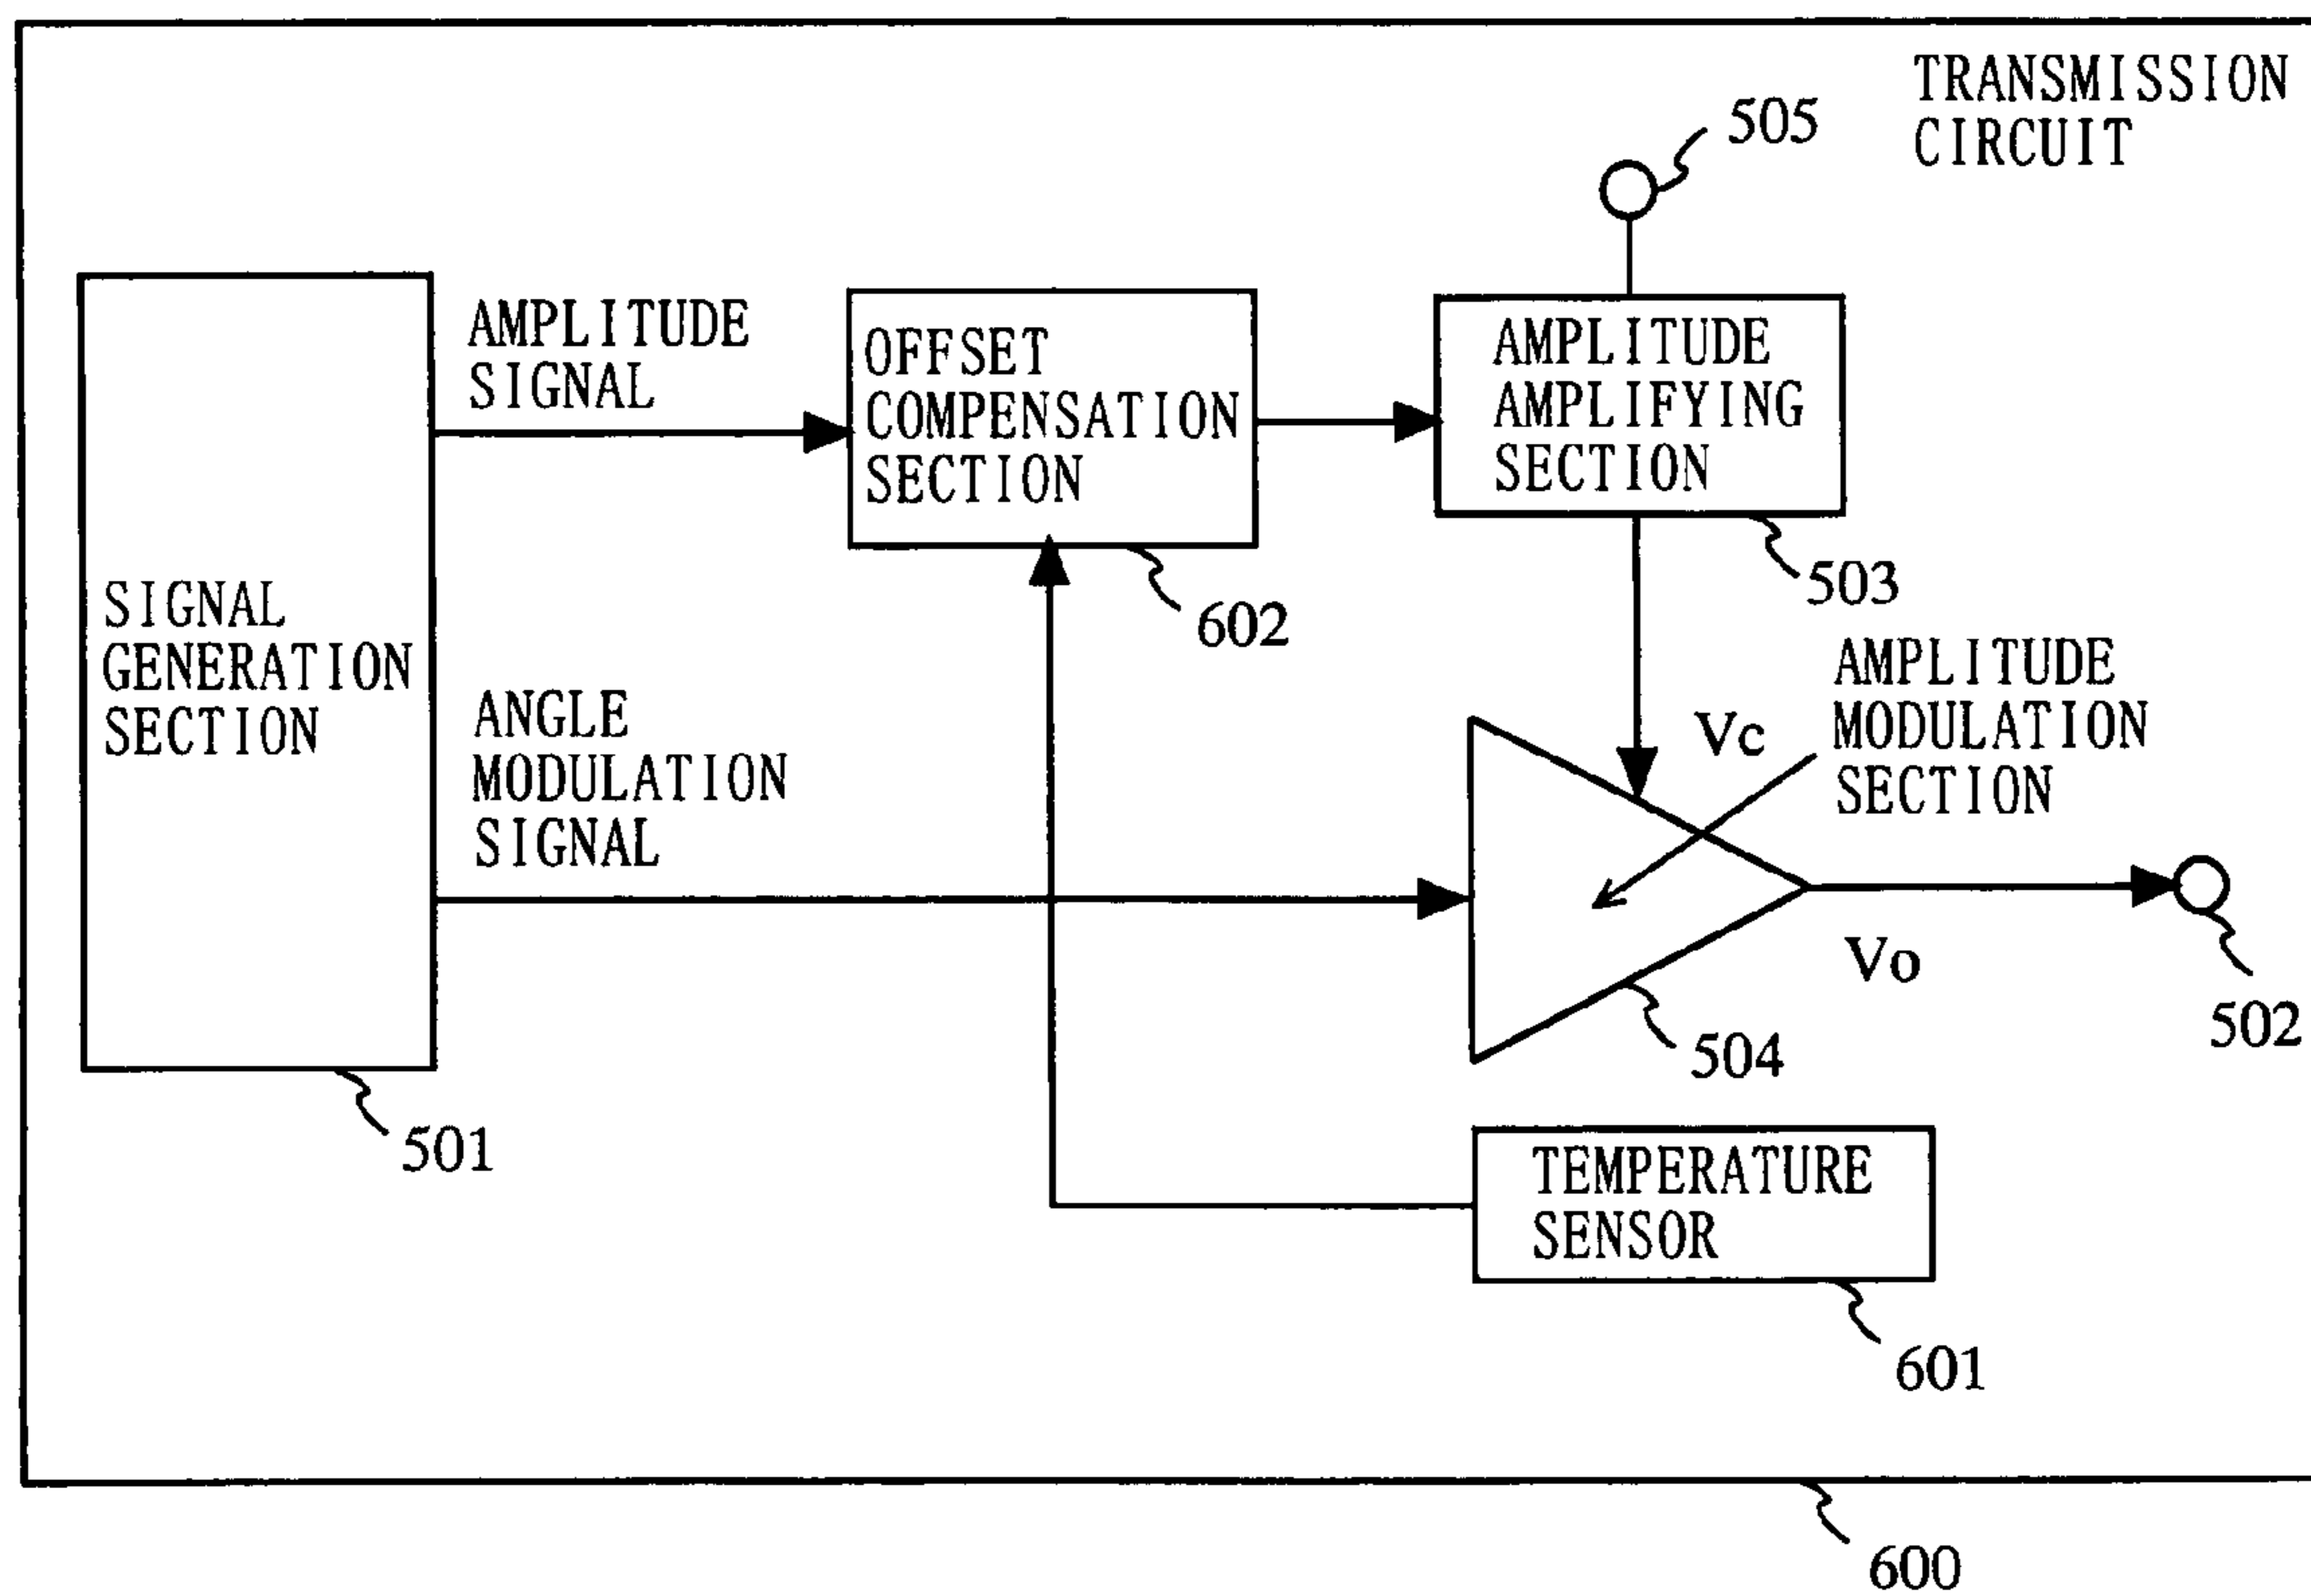 TRANSMISSION
CIRCUIT
505
AMPLITUDE
SIGNAL
OFFSET
COMPENSATION
SECTION
AMPLITUDE
AMPLIFYING
SECTION
503
602
SIGNAL
GENERATION
SECTION
ANGLE
MODULATION
SIGNAL
Vc
AMPLITUDE
MODULATION
SECTION
Vo
502
504
501
TEMPERATURE
SENSOR
601
600